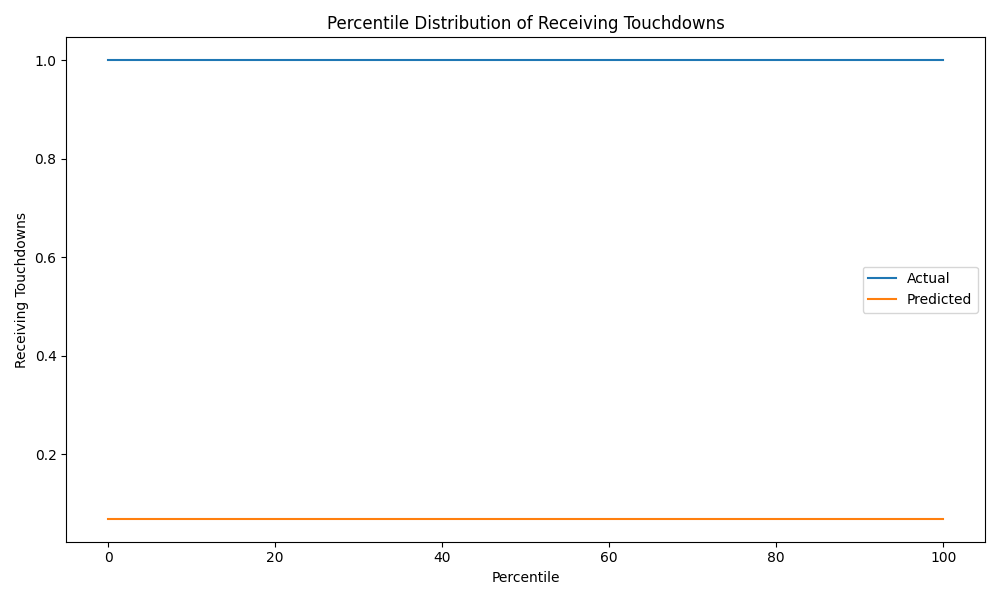 Percentile Distribution of Receiving Touchdowns
1.0
0.8
0.6
0.4
0.2
Receiving Touchdowns
Actual
Predicted
0 20 40 60 80 100
Percentile